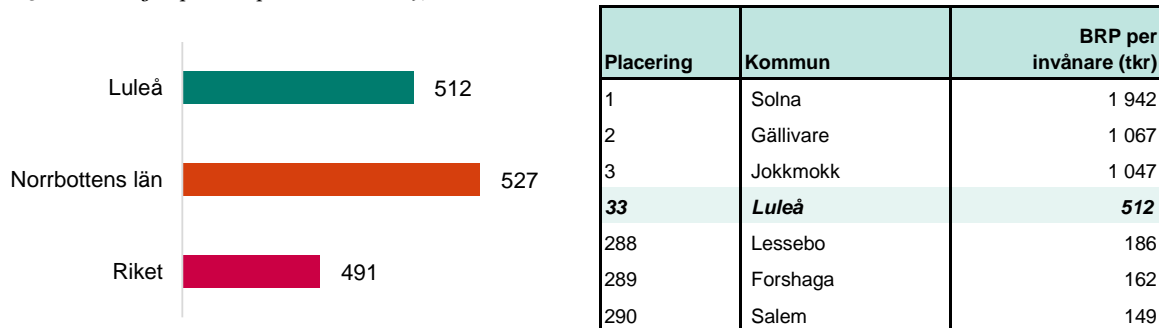 Luleå 512
Norrbottens län 527
Riket 491
Placering Kommun BRP per invånare (tkr)
1 Solna 1 942
2 Gällivare 1 067
3 Jokkmokk 1 047
33 Luleå 512
288 Lessebo 186
289 Forshaga 162
290 Salem 149